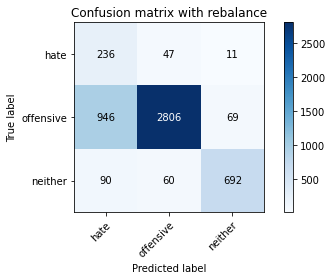 Confusion matrix with rebalance
True label
hate 236 47 11
offensive 946 2806 69
neither 90 60 692
hate offensive neither
Predicted label
2500
2000
1500
1000
500